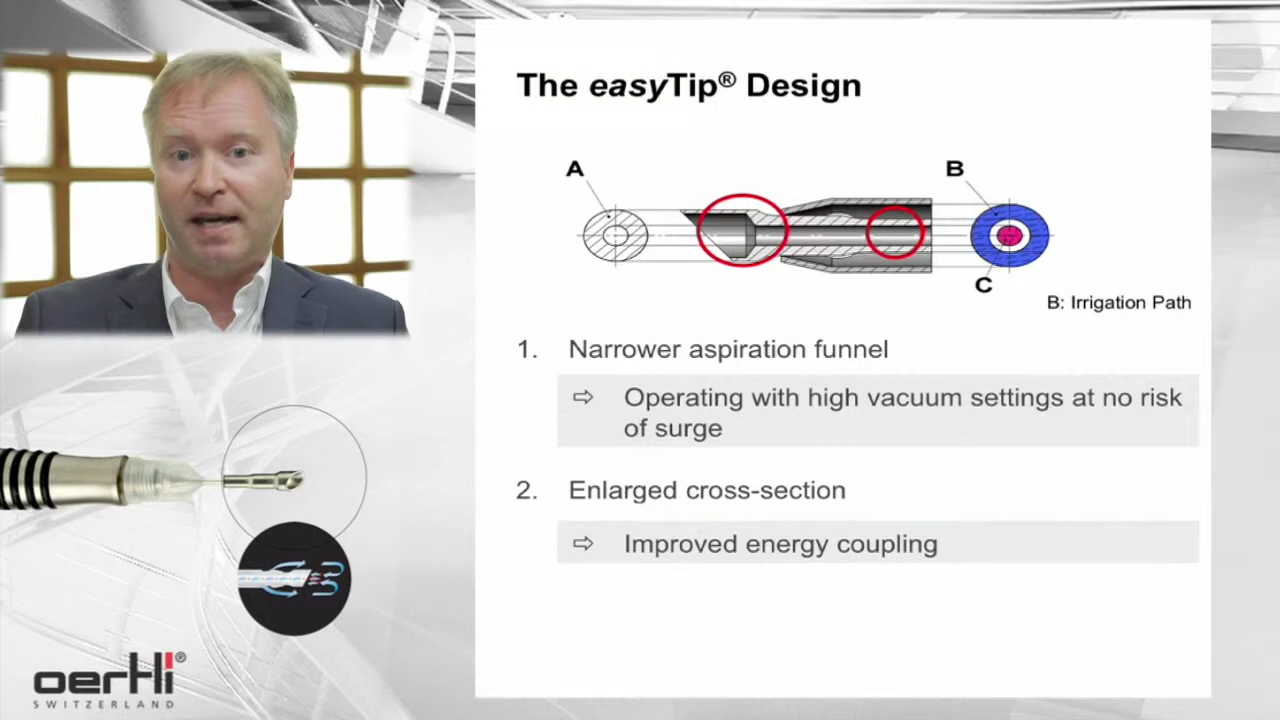 The easyTip® Design
A
B
C
B: Irrigation Path
1. Narrower aspiration funnel
⇨ Operating with high vacuum settings at no risk
of surge
2. Enlarged cross-section
⇨ Improved energy coupling
oertli®
SWITZERLAND